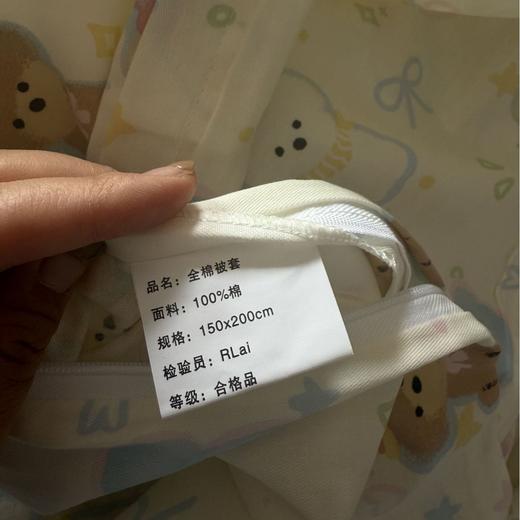 品名：全棉被套
面料：100%棉
规格：150x200cm
检验员：RLai
等级：合格品